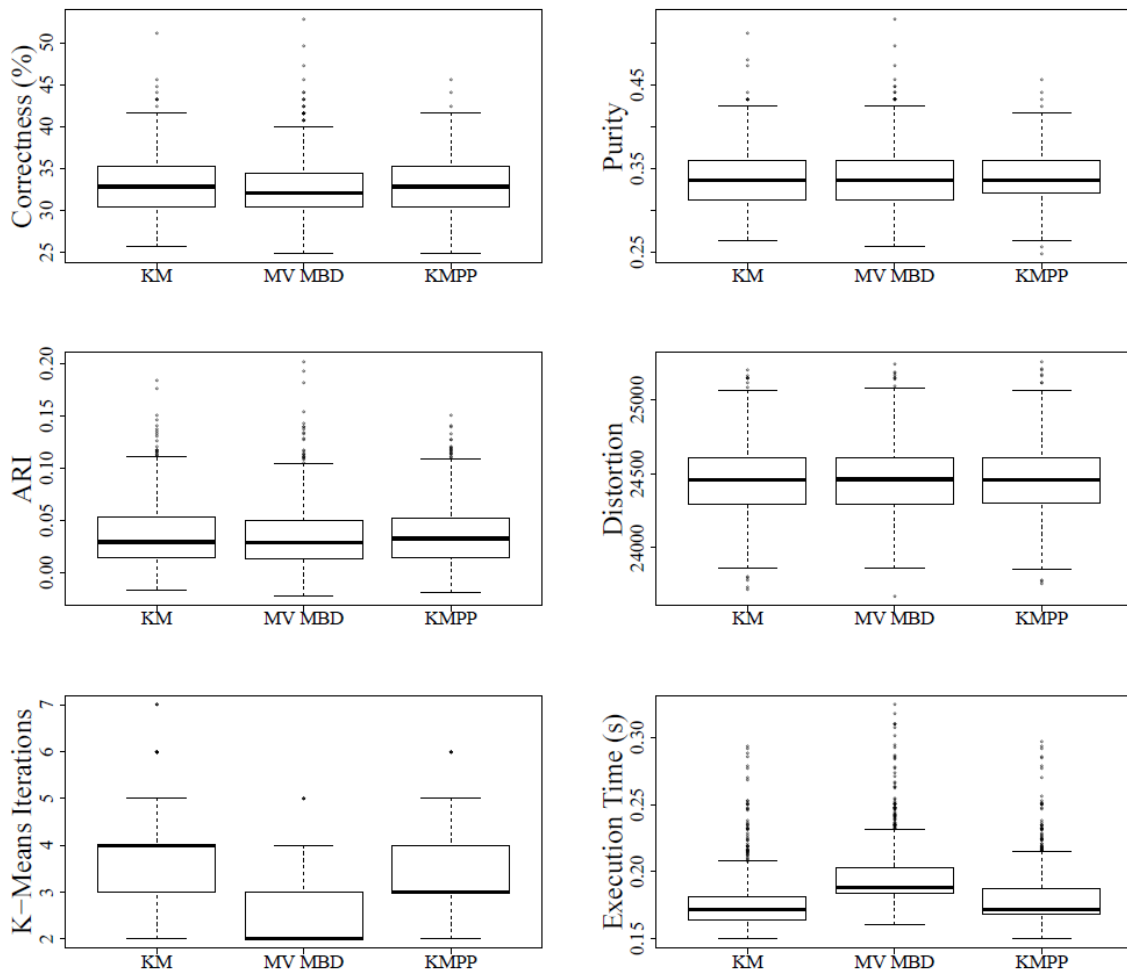 Correctness (%)
50
45
40
35
30
25
KM MV MBD KMPP
Purity
0.45
0.35
0.25
KM MV MBD KMPP
ARI
0.20
0.15
0.10
0.05
0.00
KM MV MBD KMPP
Distortion
25000
24500
24000
KM MV MBD KMPP
K−Means Iterations
7
6
5
4
3
2
KM MV MBD KMPP
Execution Time (s)
0.30
0.25
0.20
0.15
KM MV MBD KMPP